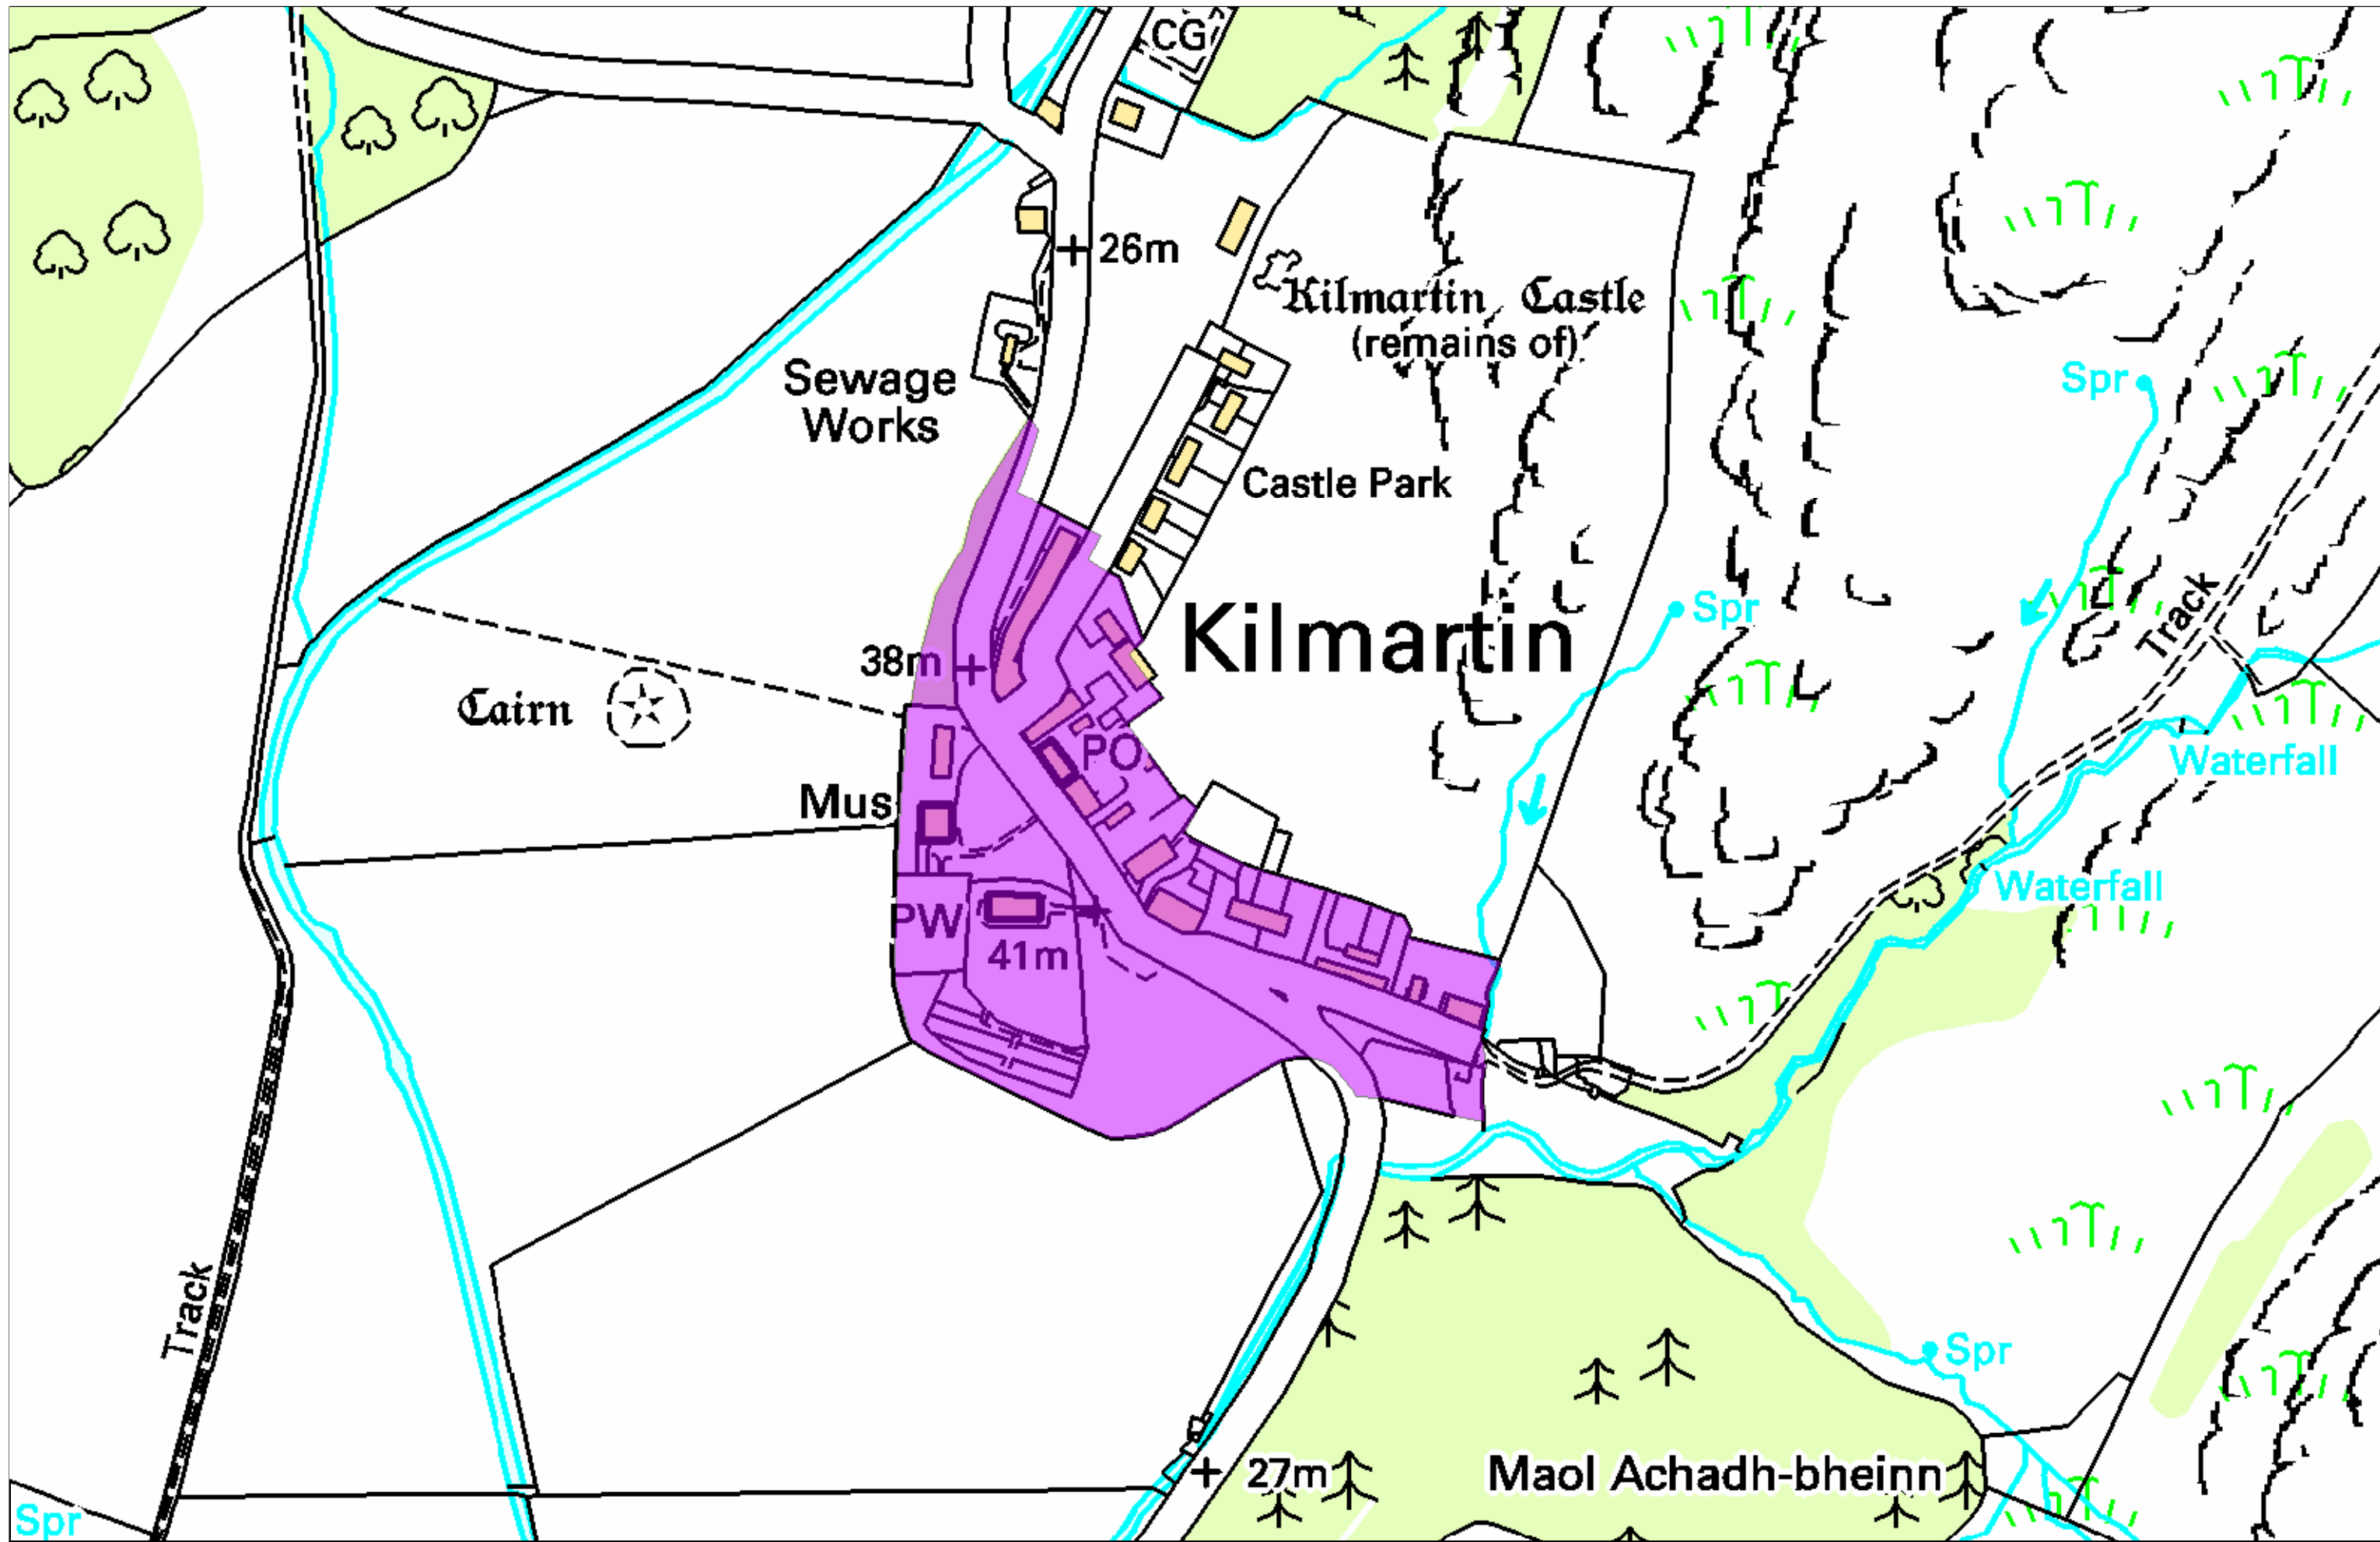 CG
26m
Kilmartin Castle
(remains of)
Sewage
Works
Spr
Castle Park
Kilmartin
Spr
Track
38m
Cairn
PO
Waterfall
Mus
Waterfall
PW
41m
Track
Spr
27m
Maol Achadh-bheinn
Spr